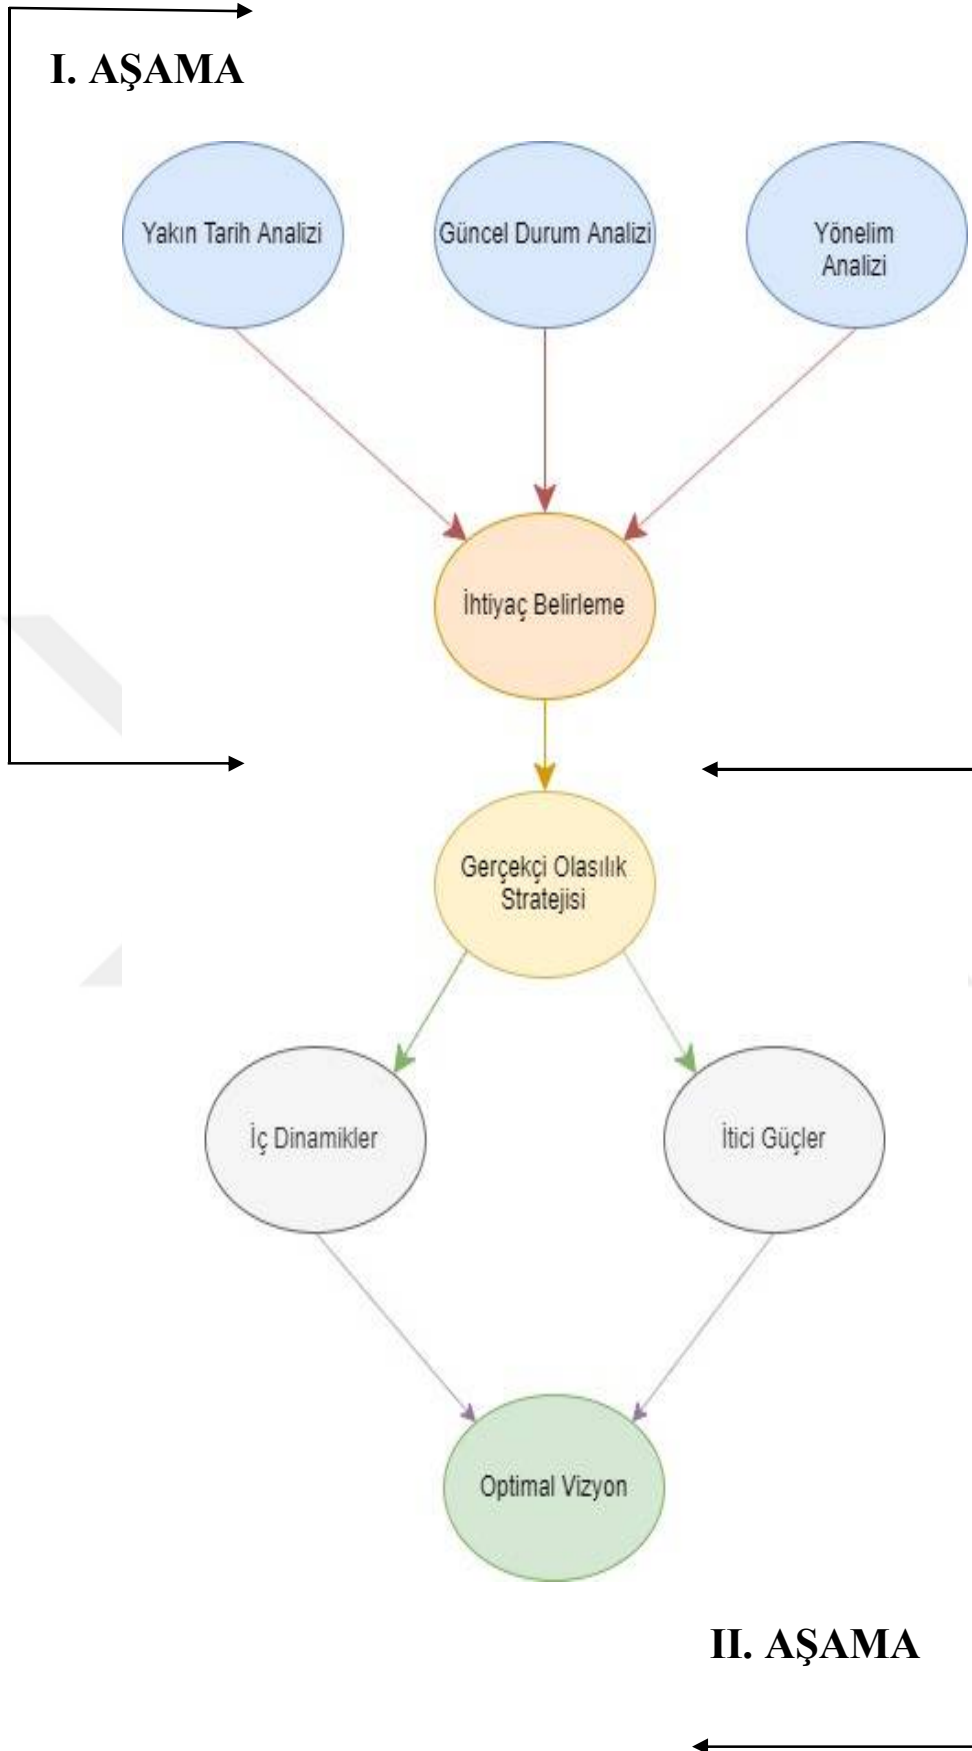 I. AŞAMA
Yakın Tarih Analizi
Güncel Durum Analizi
Yönelim
Analizi
İhtiyaç Belirleme
Gerçekçi Olasılık
Stratejisi
İç Dinamikler
İtici Güçler
Optimal Vizyon
II. AŞAMA